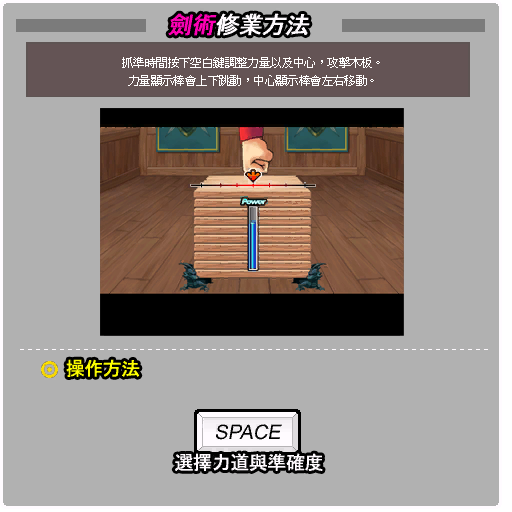 劍術修業方法
抓準時間按下空白鍵調整力量以及中心，攻擊木板。
力量顯示棒會上下跳動，中心顯示棒會左右移動。
Power
操作方法
SPACE
選擇力道與準確度